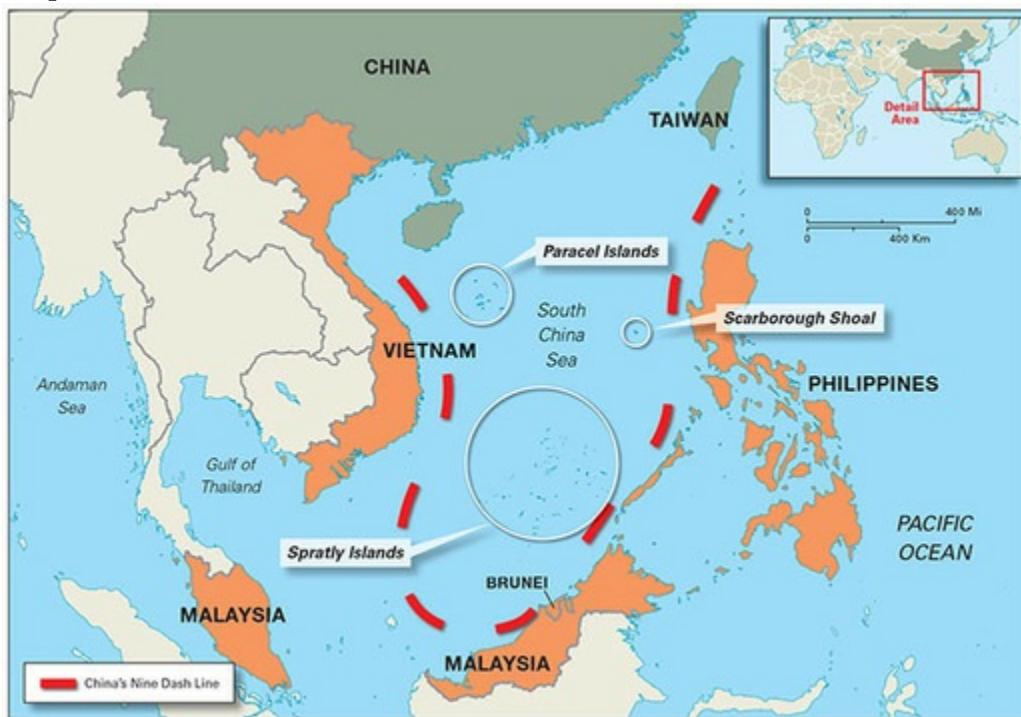 CHINA
TAIWAN
Detail
Area
0 400 Mi
0 400 Km
Paracel Islands
South
China
Sea
Scarborough Shoal
VIETNAM
Andaman
Sea
PHILIPPINES
Gulf of
Thailand
PACIFIC
OCEAN
Spratly Islands
BRUNEI
MALAYSIA
MALAYSIA
China's Nine Dash Line